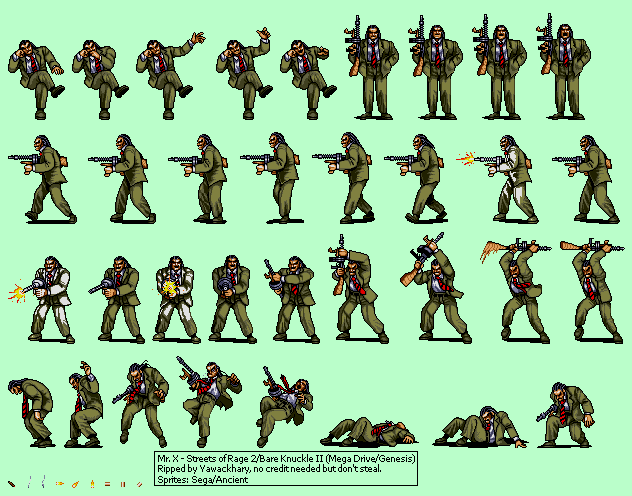 Mr. X - Streets of Rage 2/Bare Knuckle II (Mega Drive/Genesis)
Ripped by Yawackhary, no credit needed but don't steal.
Sprites: Sega/Ancient